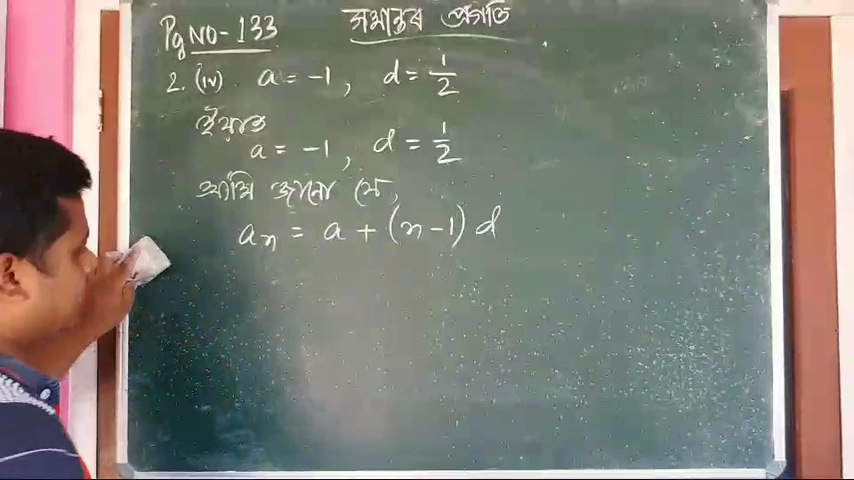 Pg NO-133 সমান্তৰ প্ৰগতি
2. (iv) a = -1, d = 1/2
ইয়াত
a = -1, d = 1/2
আমি জানো যে,
aₙ = a + (n-1) d